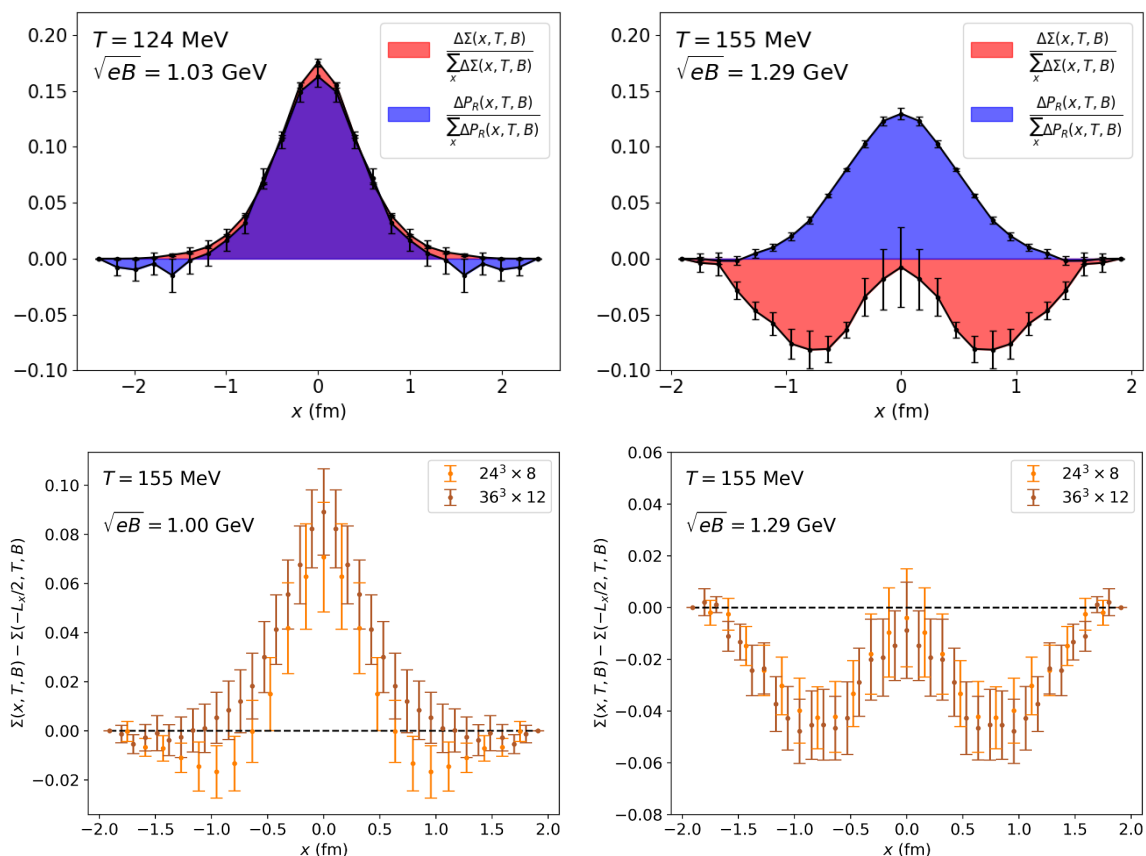 T = 124 MeV
√eB = 1.03 GeV
ΔΣ(x, T, B)
∑ₓΔΣ(x, T, B)
ΔP_R(x, T, B)
∑ₓΔP_R(x, T, B)
0.20
0.15
0.10
0.05
0.00
−0.05
−0.10
−2 −1 0 1 2
x (fm)
T = 155 MeV
√eB = 1.29 GeV
ΔΣ(x, T, B)
∑ₓΔΣ(x, T, B)
ΔP_R(x, T, B)
∑ₓΔP_R(x, T, B)
0.20
0.15
0.10
0.05
0.00
−0.05
−0.10
−2 −1 0 1 2
x (fm)
T = 155 MeV
√eB = 1.00 GeV
24³ × 8
36³ × 12
Σ(x, T, B) − Σ(−Lₓ/2, T, B)
0.10
0.08
0.06
0.04
0.02
0.00
−0.02
−2.0 −1.5 −1.0 −0.5 0.0 0.5 1.0 1.5 2.0
x (fm)
T = 155 MeV
√eB = 1.29 GeV
24³ × 8
36³ × 12
Σ(x, T, B) − Σ(−Lₓ/2, T, B)
0.06
0.04
0.02
0.00
−0.02
−0.04
−0.06
−0.08
−2.0 −1.5 −1.0 −0.5 0.0 0.5 1.0 1.5 2.0
x (fm)